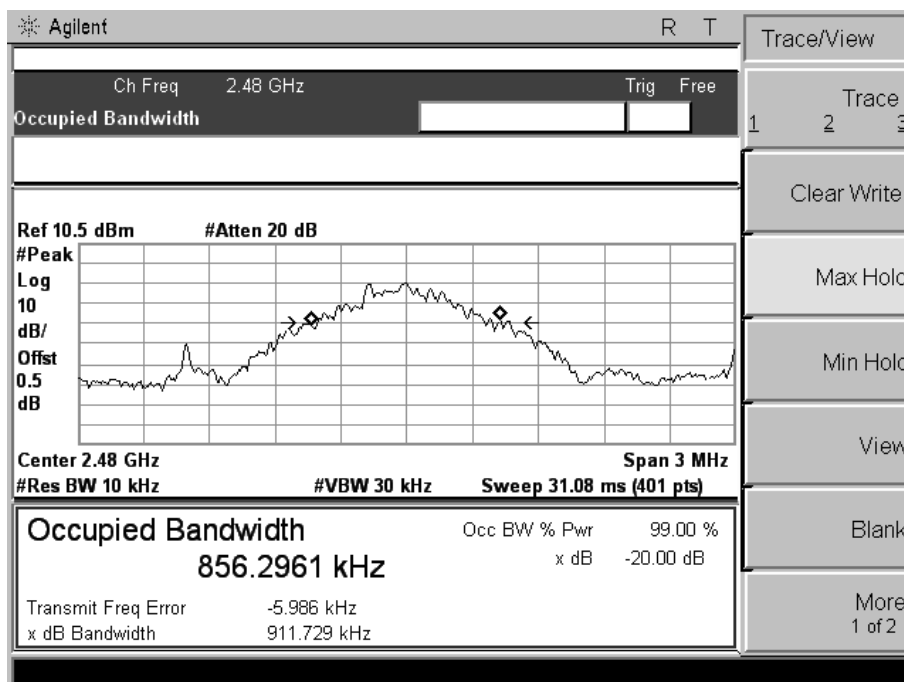 Agilent R T
Trace/View
Ch Freq 2.48 GHz Trig Free
Occupied Bandwidth
Trace
1 2 3
Clear Write
Max Hold
Min Hold
View
Blank
More
1 of 2
Ref 10.5 dBm #Atten 20 dB
#Peak
Log
10
dB/
Offst
0.5
dB
Center 2.48 GHz Span 3 MHz
#Res BW 10 kHz #VBW 30 kHz Sweep 31.08 ms (401 pts)
Occupied Bandwidth Occ BW % Pwr 99.00 %
856.2961 kHz x dB -20.00 dB
Transmit Freq Error -5.986 kHz
x dB Bandwidth 911.729 kHz